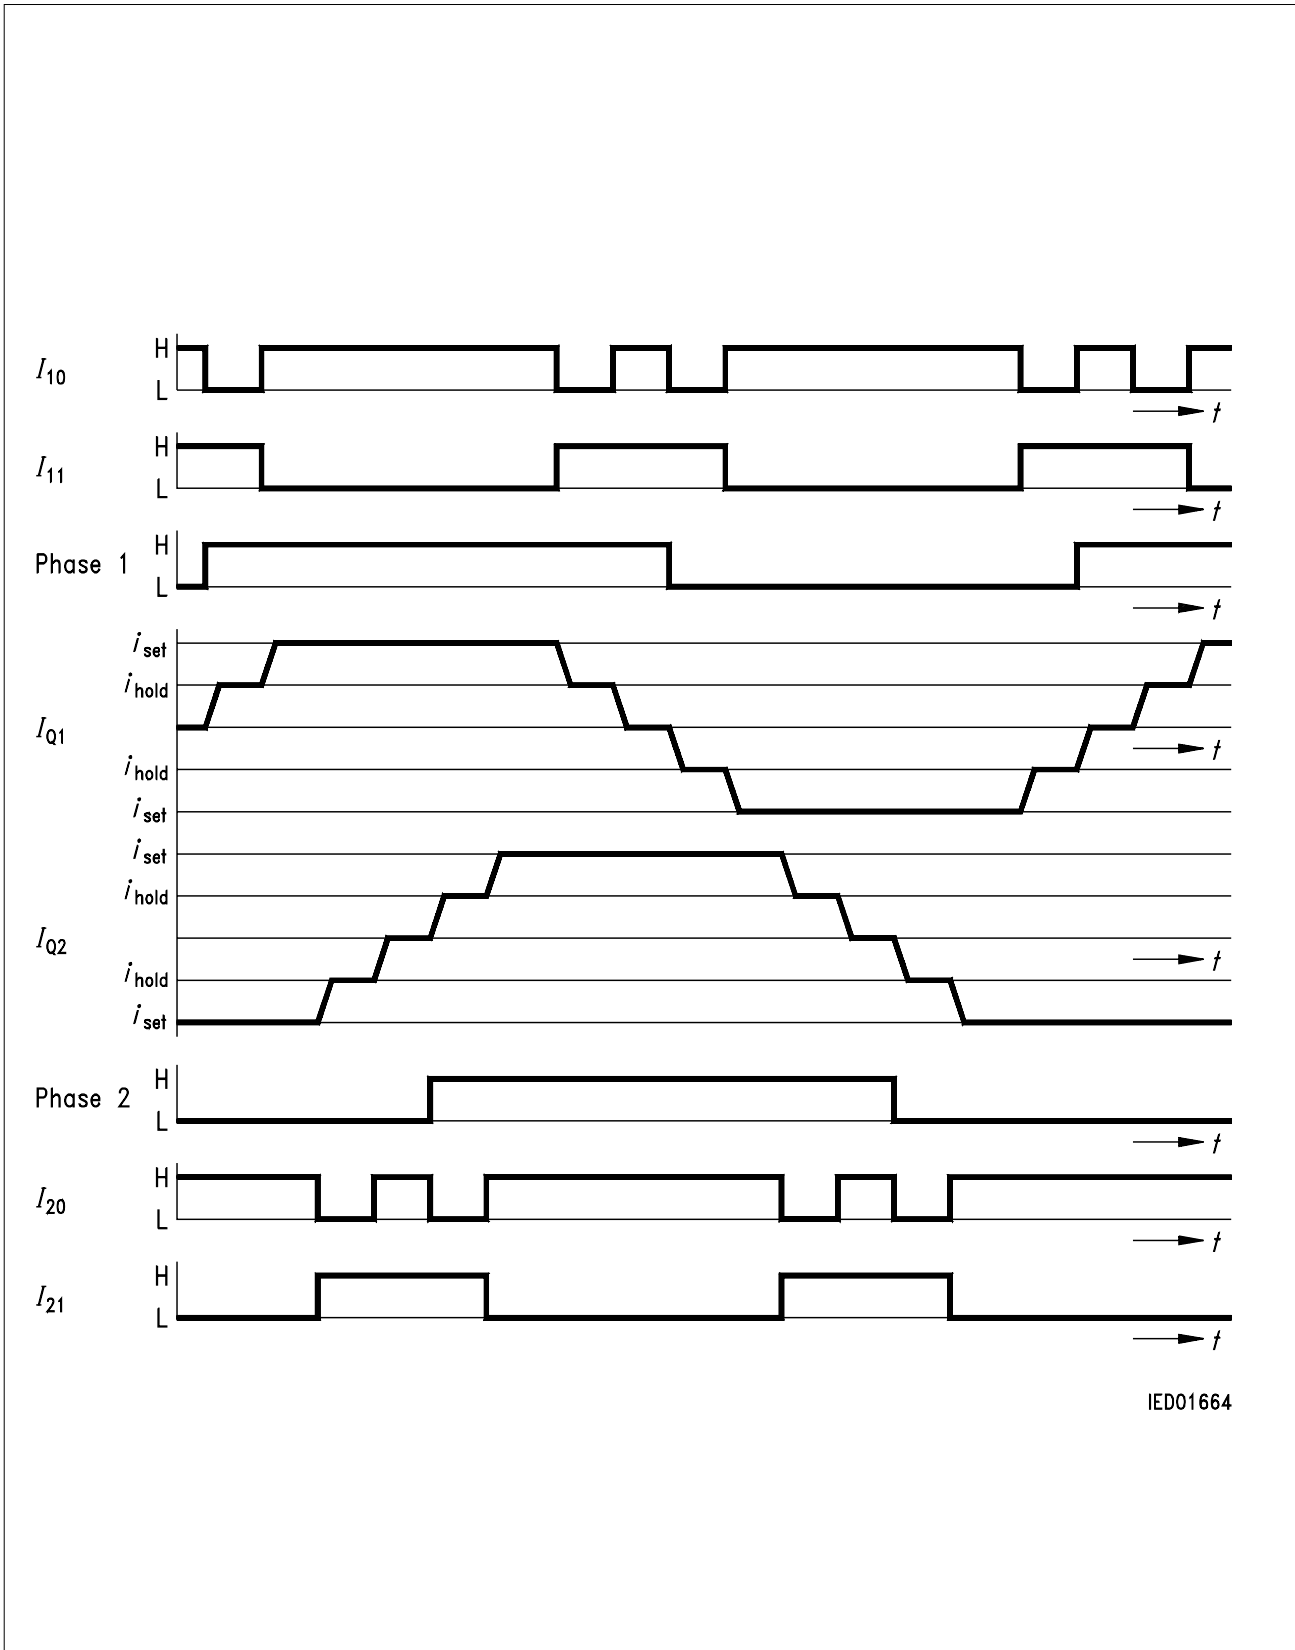 H
I10
L
t
H
I11
L
t
H
Phase 1
L
t
iset
ihold
IQ1
t
ihold
iset
iset
ihold
IQ2
t
ihold
iset
H
Phase 2
L
t
H
I20
L
t
H
I21
L
t
IED01664